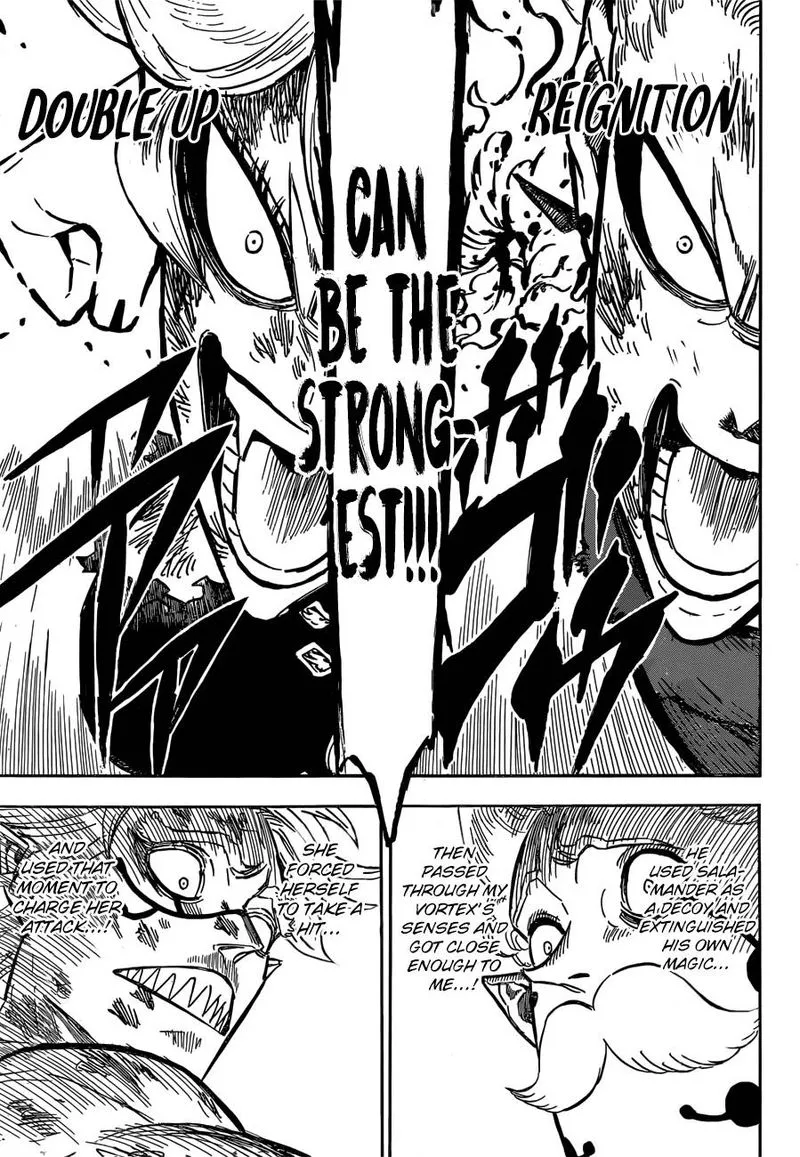 REIGNITION
DOUBLE UP
CAN
BE THE
STRONG-
EST!!!
HE
USED SALA-
MANDER AS
A DECOY AND
EXTINGUISHED
HIS OWN
MAGIC...
THEN
PASSED
THROUGH MY
VORTEX'S
SENSES AND
GOT CLOSE
ENOUGH TO
ME...!
SHE
FORCED
HERSELF
TO TAKE A
HIT...
AND
USED THAT
MOMENT TO
CHARGE HER
ATTACK...!